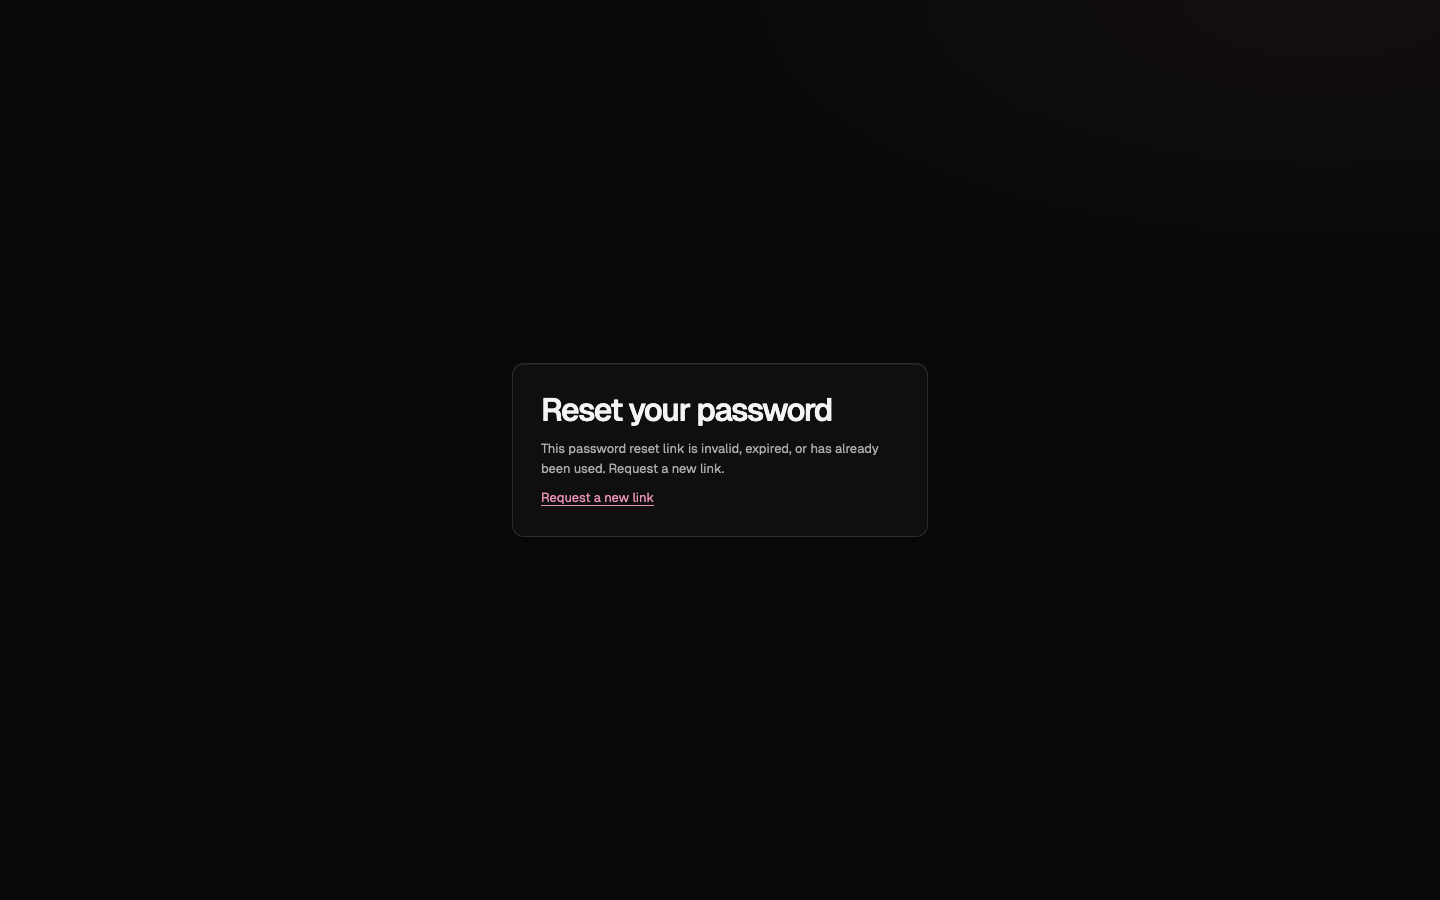 Reset your password
This password reset link is invalid, expired, or has already
been used. Request a new link.
Request a new link